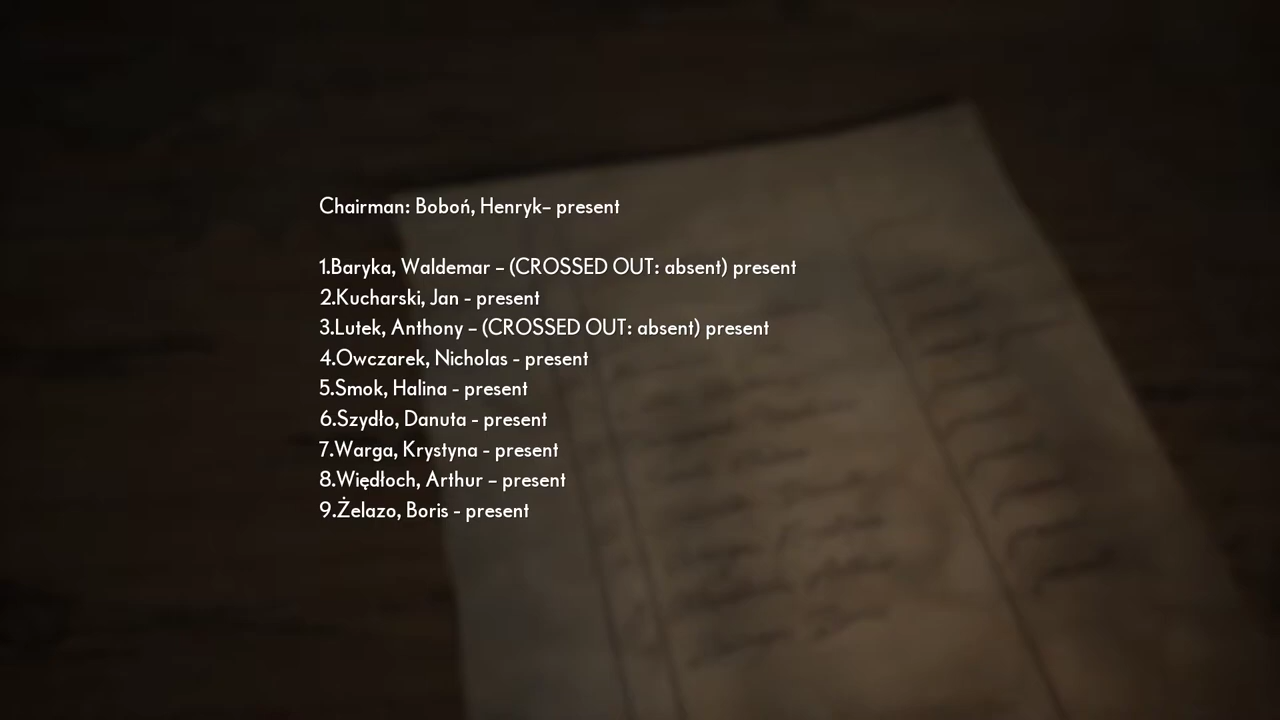 Chairman: Boboń, Henryk– present
1.Baryka, Waldemar – (CROSSED OUT: absent) present
2.Kucharski, Jan - present
3.Lutek, Anthony – (CROSSED OUT: absent) present
4.Owczarek, Nicholas - present
5.Smok, Halina - present
6.Szydło, Danuta - present
7.Warga, Krystyna - present
8.Więdłoch, Arthur – present
9.Żelazo, Boris - present